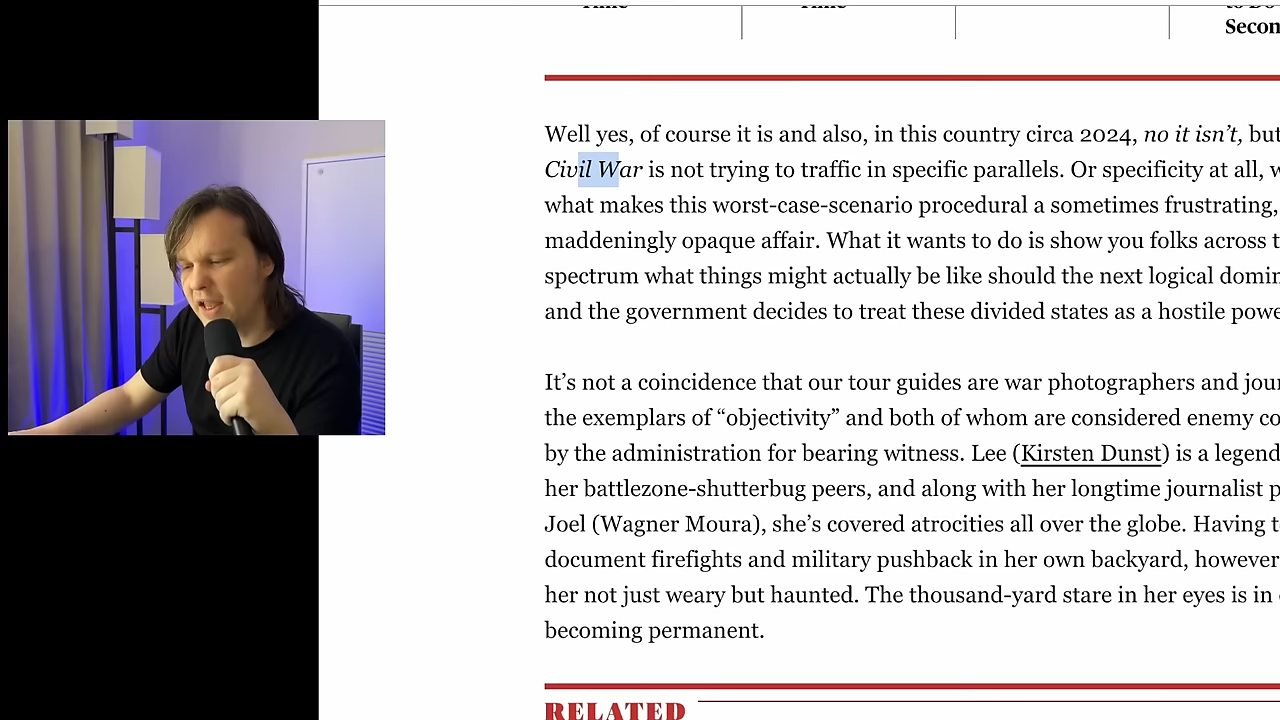 Secon
Well yes, of course it is and also, in this country circa 2024, no it isn’t, but
Civil War is not trying to traffic in specific parallels. Or specificity at all, w
what makes this worst-case-scenario procedural a sometimes frustrating,
maddeningly opaque affair. What it wants to do is show you folks across t
spectrum what things might actually be like should the next logical domin
and the government decides to treat these divided states as a hostile powe
It’s not a coincidence that our tour guides are war photographers and jour
the exemplars of “objectivity” and both of whom are considered enemy co
by the administration for bearing witness. Lee (Kirsten Dunst) is a legend
her battlezone-shutterbug peers, and along with her longtime journalist p
Joel (Wagner Moura), she’s covered atrocities all over the globe. Having t
document firefights and military pushback in her own backyard, however
her not just weary but haunted. The thousand-yard stare in her eyes is in
becoming permanent.
RELATED